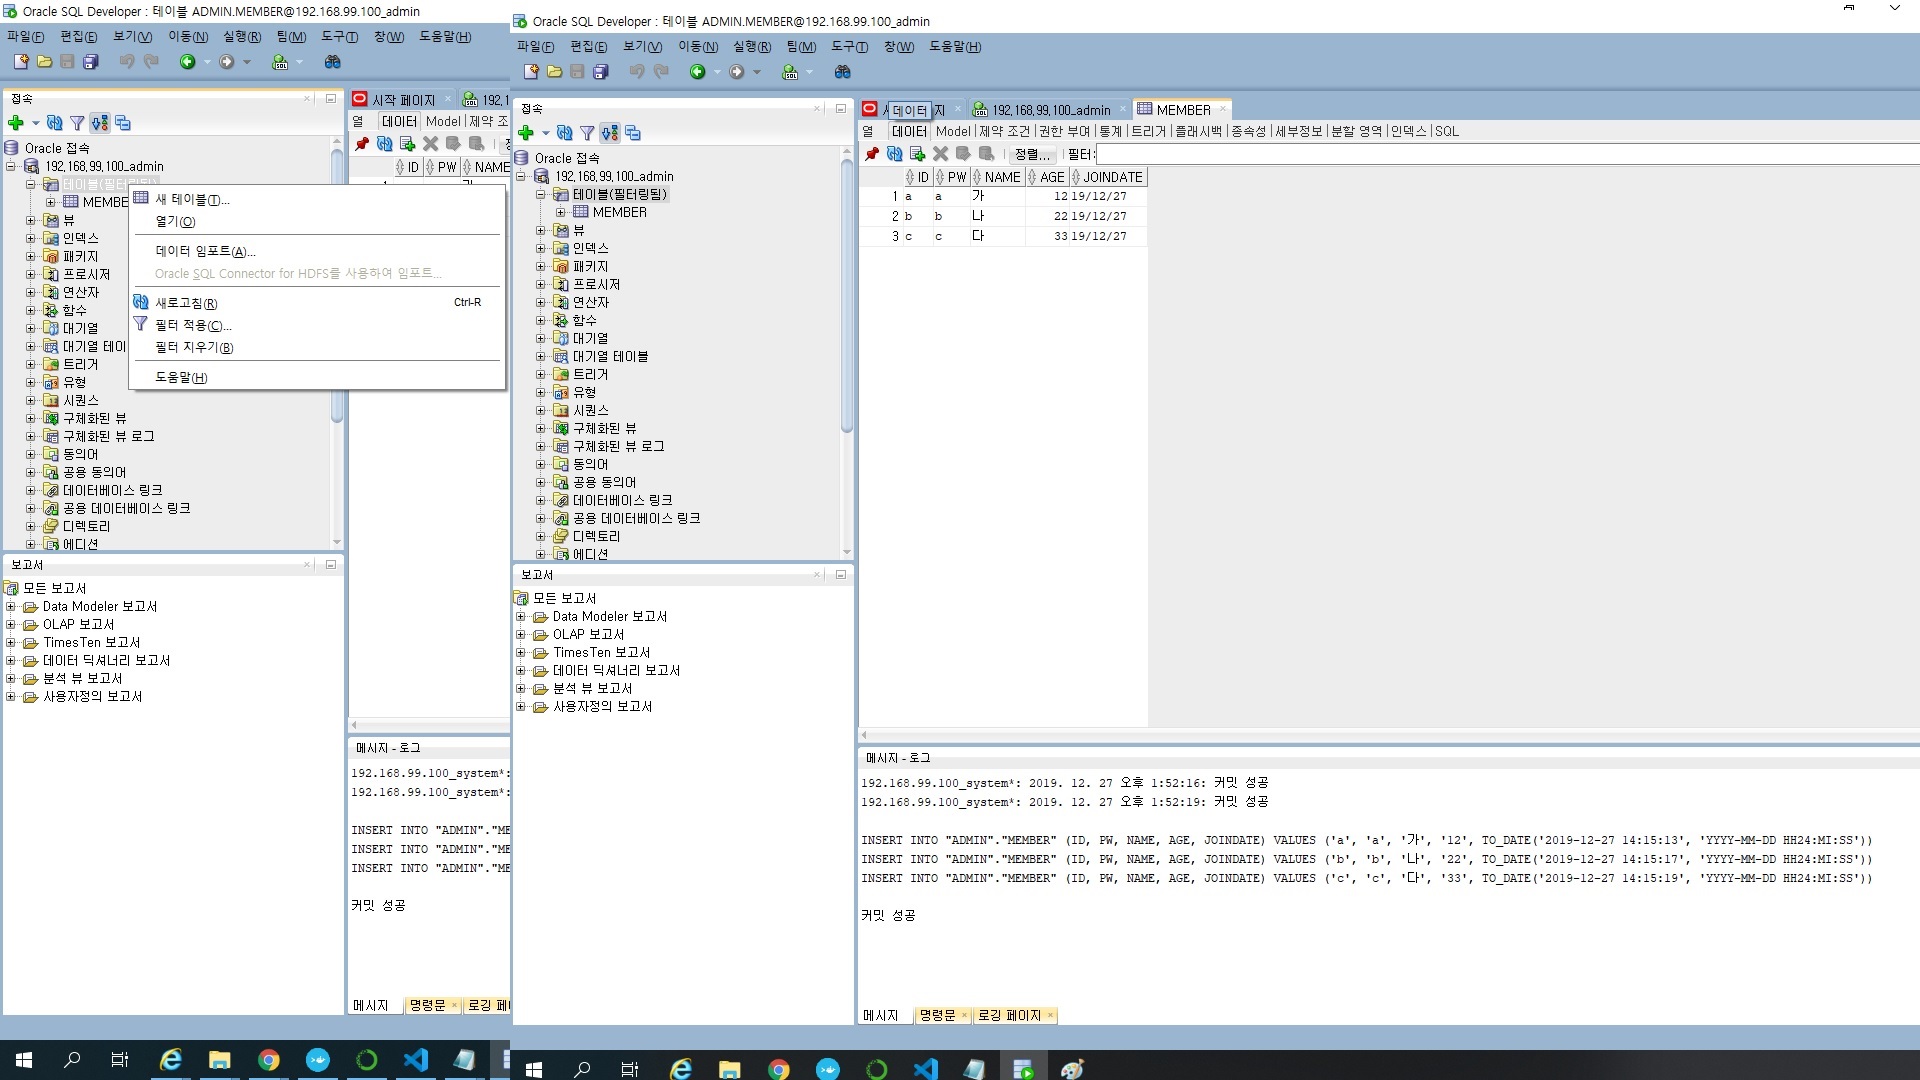 Oracle SQL Developer : 테이블 ADMIN.MEMBER@192.168.99.100_admin
파일(F) 편집(E) 보기(V) 이동(N) 실행(R) 팀(M) 도구(T) 창(W) 도움말(H)
접속
시작 페이지
열 데이터 Model 제약 조
Oracle 접속
192.168.99.100_admin
ID PW NAME
테이블(필터링됨)
새 테이블(T)...
열기(O)
데이터 임포트(A)...
Oracle SQL Connector for HDFS를 사용하여 임포트...
새로고침(R) Ctrl-R
필터 적용(C)...
필터 지우기(B)
도움말(H)
뷰
인덱스
패키지
프로시저
연산자
함수
대기열
대기열 테이
트리거
유형
시퀀스
구체화된 뷰
구체화된 뷰 로그
동의어
공용 동의어
데이터베이스 링크
공용 데이터베이스 링크
디렉토리
에디션
보고서
모든 보고서
Data Modeler 보고서
OLAP 보고서
TimesTen 보고서
데이터 딕셔너리 보고서
분석 뷰 보고서
사용자정의 보고서
메시지 - 로그
192.168.99.100_system*:
192.168.99.100_system*:
INSERT INTO "ADMIN"."ME
INSERT INTO "ADMIN"."ME
INSERT INTO "ADMIN"."ME
커밋 성공
메시지 명령문 로깅 페
Oracle SQL Developer : 테이블 ADMIN.MEMBER@192.168.99.100_admin
파일(F) 편집(E) 보기(V) 이동(N) 실행(R) 팀(M) 도구(T) 창(W) 도움말(H)
접속
Oracle 접속
192.168.99.100_admin
테이블(필터링됨)
MEMBER
뷰
인덱스
패키지
프로시저
연산자
함수
대기열
대기열 테이블
트리거
유형
시퀀스
구체화된 뷰
구체화된 뷰 로그
동의어
공용 동의어
데이터베이스 링크
공용 데이터베이스 링크
디렉토리
에디션
보고서
모든 보고서
Data Modeler 보고서
OLAP 보고서
TimesTen 보고서
데이터 딕셔너리 보고서
분석 뷰 보고서
사용자정의 보고서
데이터 지 192.168.99.100_admin MEMBER
열 데이터 Model 제약 조건 권한 부여 통계 트리거 플래시백 종속성 세부정보 분할 영역 인덱스 SQL
정렬... 필터:
ID PW NAME AGE JOINDATE
1 a a 가 12 19/12/27
2 b b 나 22 19/12/27
3 c c 다 33 19/12/27
메시지 - 로그
192.168.99.100_system*: 2019. 12. 27 오후 1:52:16: 커밋 성공
192.168.99.100_system*: 2019. 12. 27 오후 1:52:19: 커밋 성공
INSERT INTO "ADMIN"."MEMBER" (ID, PW, NAME, AGE, JOINDATE) VALUES ('a', 'a', '가', '12', TO_DATE('2019-12-27 14:15:13', 'YYYY-MM-DD HH24:MI:SS'))
INSERT INTO "ADMIN"."MEMBER" (ID, PW, NAME, AGE, JOINDATE) VALUES ('b', 'b', '나', '22', TO_DATE('2019-12-27 14:15:17', 'YYYY-MM-DD HH24:MI:SS'))
INSERT INTO "ADMIN"."MEMBER" (ID, PW, NAME, AGE, JOINDATE) VALUES ('c', 'c', '다', '33', TO_DATE('2019-12-27 14:15:19', 'YYYY-MM-DD HH24:MI:SS'))
커밋 성공
메시지 명령문 로깅 페이지